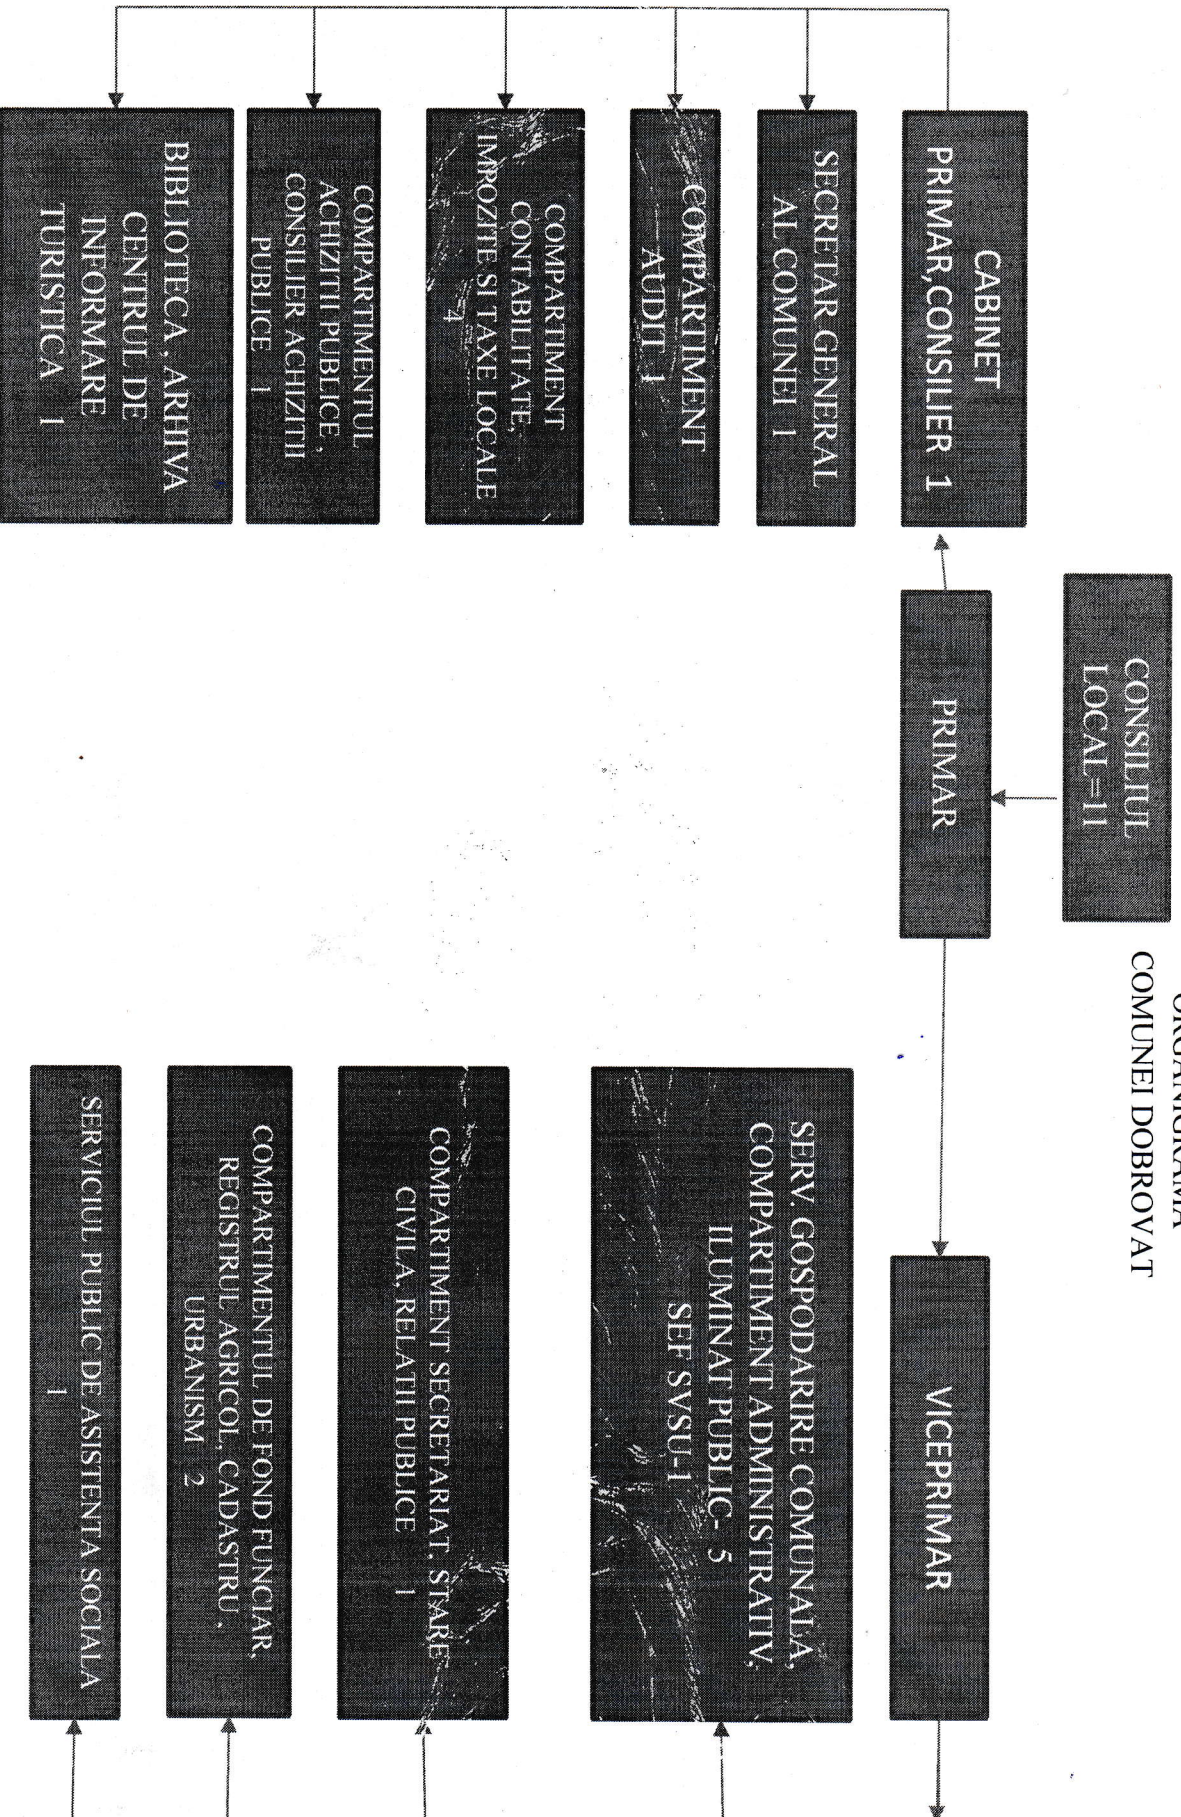 ORGANIGRAMA
COMUNEI DOBROVAT
CONSILIUL
LOCAL=11
PRIMAR
VICEPRIMAR
CABINET
PRIMAR,CONSILIER 1
SECRETAR GENERAL
AL COMUNEI 1
COMPARTIMENT
AUDIT 1
COMPARTIMENT
CONTABILITATE,
IMPOZITE SI TAXE LOCALE
4
COMPARTIMENTUL
ACHIZITII PUBLICE,
CONSILIER ACHIZITII
PUBLICE 1
BIBLIOTECA , ARHIVA
CENTRUL DE
INFORMARE
TURISTICA 1
SERV. GOSPODARIRE COMUNALA,
COMPARTIMENT ADMINISTRATIV,
ILUMINAT PUBLIC- 5
SEF SVSU-1
COMPARTIMENT SECRETARIAT, STARE
CIVILA, RELATII PUBLICE
1
COMPARTIMENTUL DE FOND FUNCIAR,
REGISTRUL AGRICOL, CADASTRU ,
URBANISM 2
SERVICIUL PUBLIC DE ASISTENTA SOCIALA
1